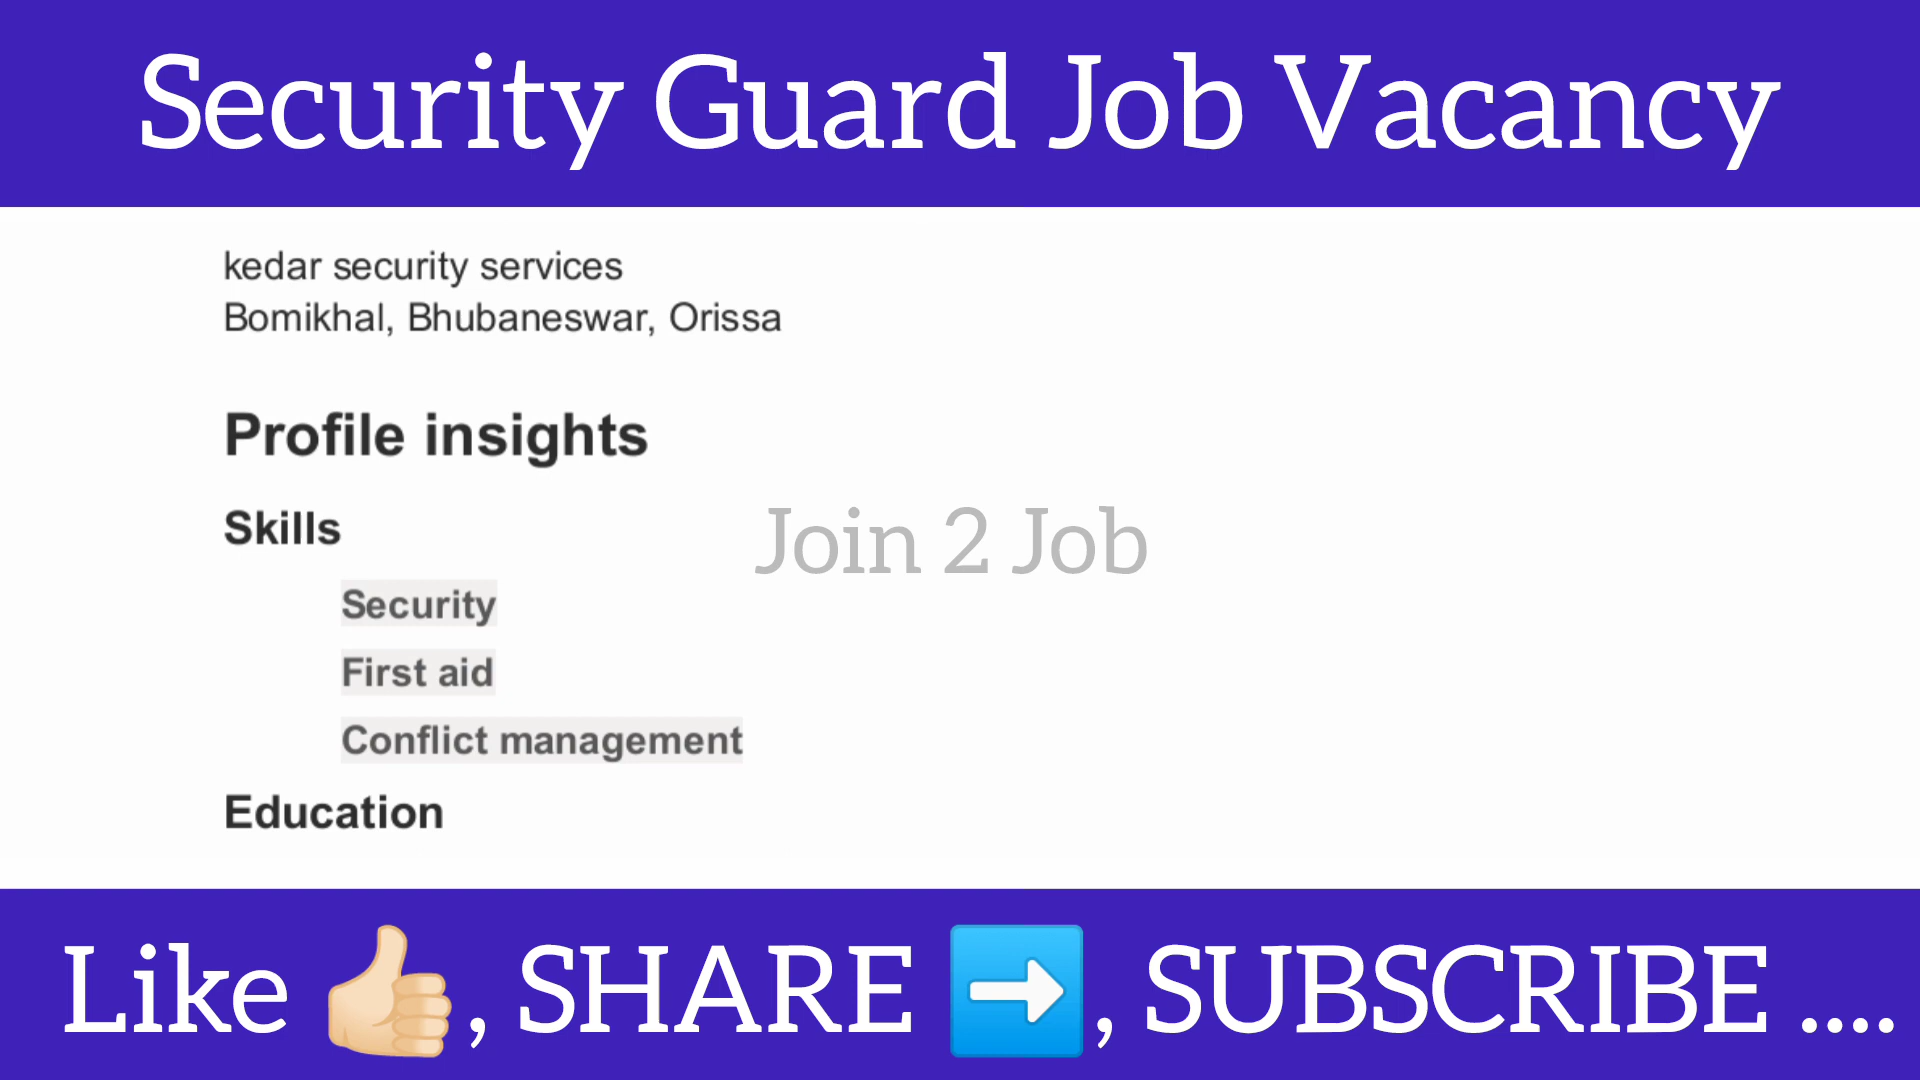 Security Guard Job Vacancy
kedar security services
Bomikhal, Bhubaneswar, Orissa
Profile insights
Skills
Join 2 Job
Security
First aid
Conflict management
Education
Like 👍🏻, SHARE ➡️, SUBSCRIBE ....